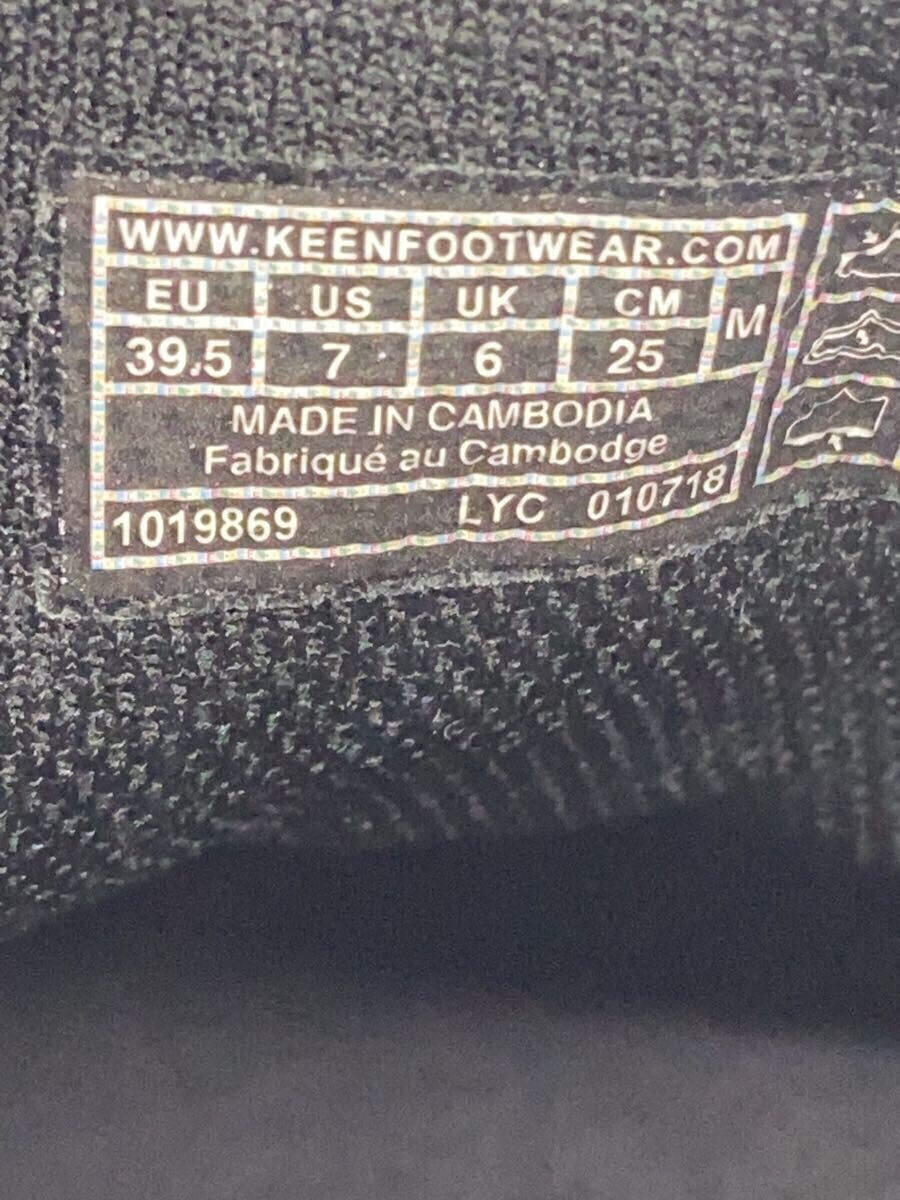 WWW.KEENFOOTWEAR.COM
EU US UK CM M
39.5 7 6 25
MADE IN CAMBODIA
Fabriqué au Cambodge
1019869 LYC 010718